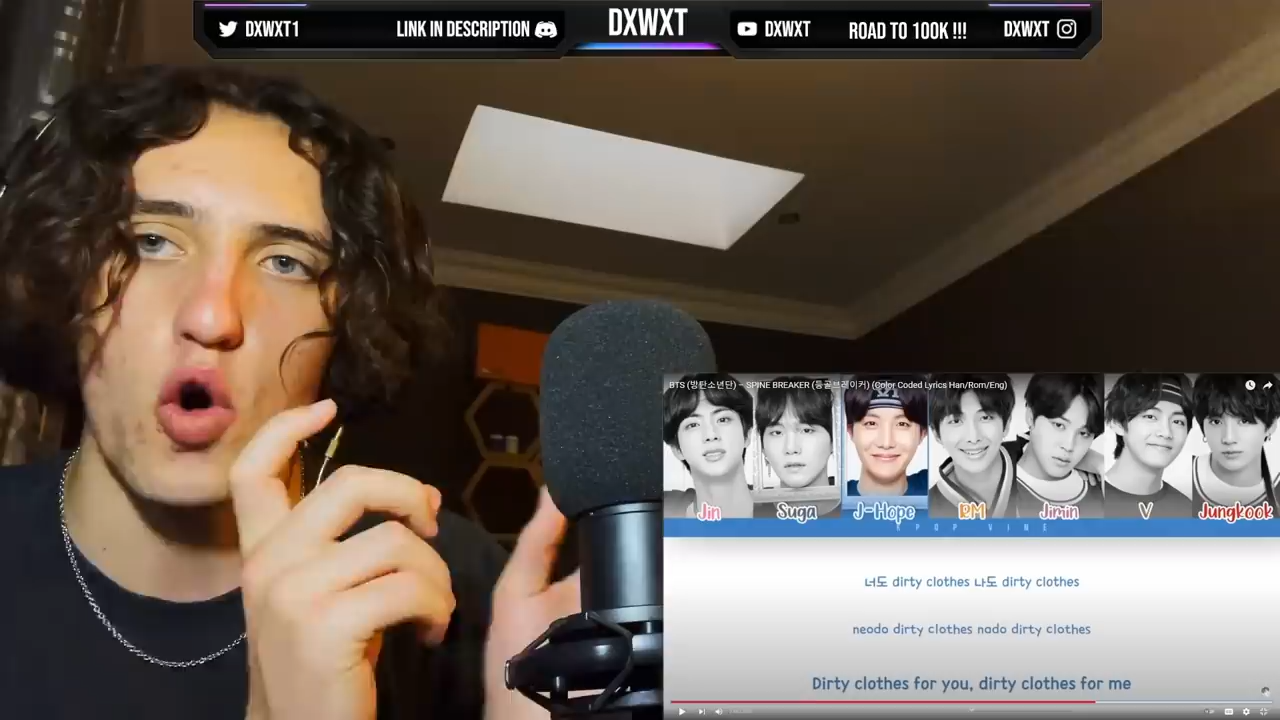 DXWXT1
LINK IN DESCRIPTION
DXWXT
DXWXT
ROAD TO 100K !!!
DXWXT
BTS (방탄소년단) – SPINE BREAKER (등골브레이커) (Color Coded Lyrics Han/Rom/Eng)
Jin
Suga
J-Hope
RM
Jimin
V
Jungkook
KPOP VINE
너도 dirty clothes 나도 dirty clothes
neodo dirty clothes nado dirty clothes
Dirty clothes for you, dirty clothes for me